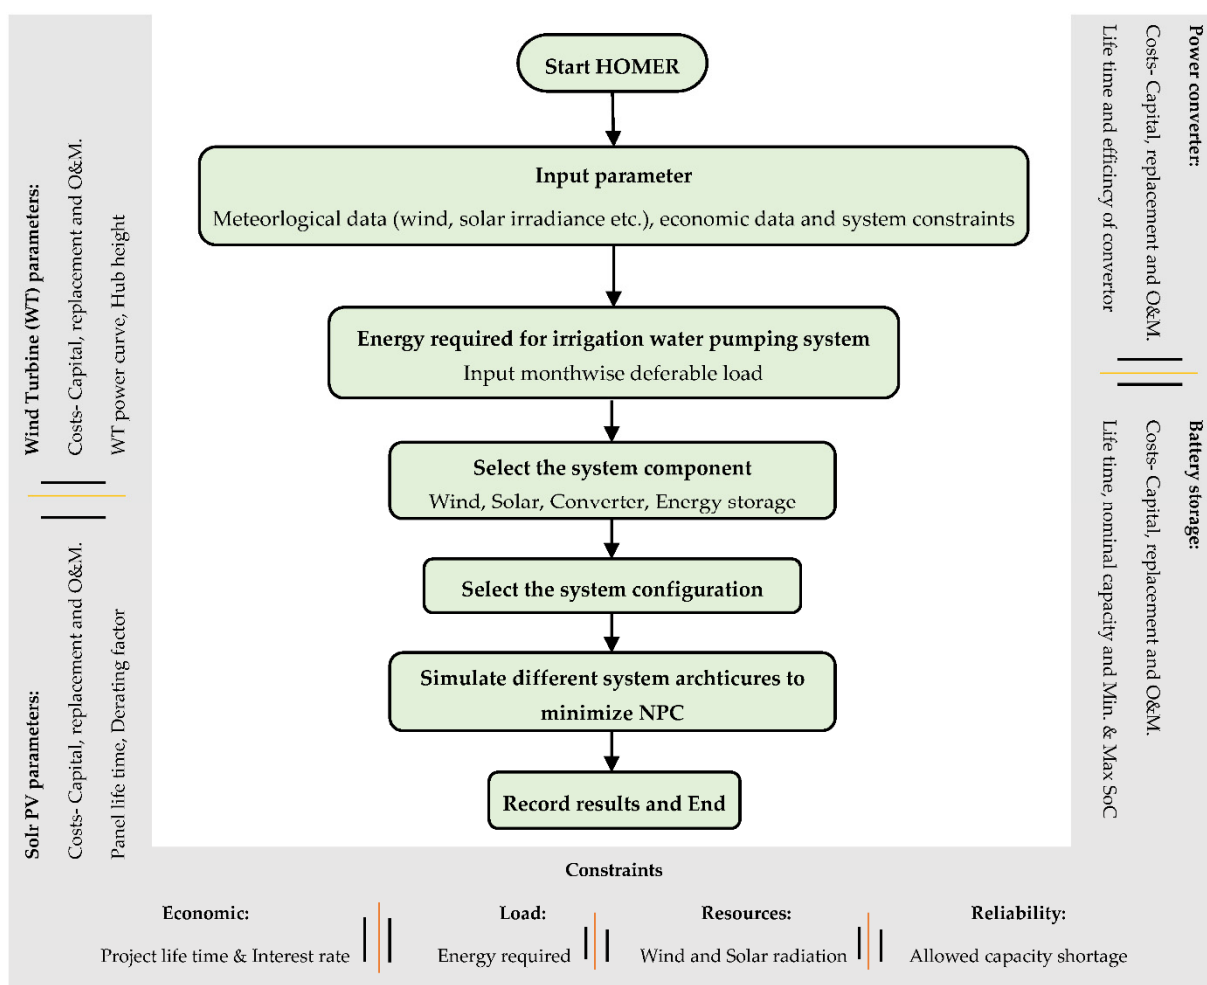 Start HOMER
Input parameter
Meteorlogical data (wind, solar irradiance etc.), economic data and system constraints
Energy required for irrigation water pumping system
Input monthwise deferable load
Select the system component
Wind, Solar, Converter, Energy storage
Select the system configuration
Simulate different system archticures to
minimize NPC
Record results and End
Wind Turbine (WT) parameters:
Costs- Capital, replacement and O&M.
WT power curve, Hub height
Solr PV parameters:
Costs- Capital, replacement and O&M.
Panel life time, Derating factor
Power converter:
Costs- Capital, replacement and O&M.
Life time and efficincy of convertor
Battery storage:
Costs- Capital, replacement and O&M.
Life time, nominal capacity and Min. & Max SoC
Constraints
Economic:
Project life time & Interest rate
Load:
Energy required
Resources:
Wind and Solar radiation
Reliability:
Allowed capacity shortage